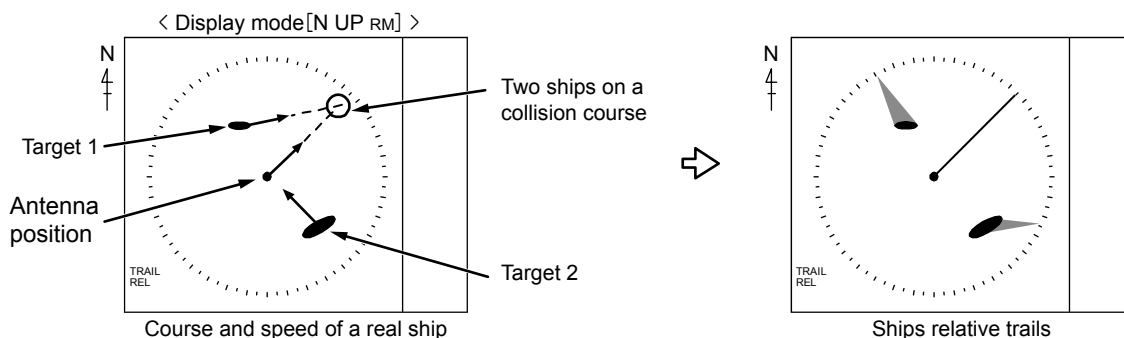 < Display mode[N UP RM] >
N
Target 1
Antenna
position
Two ships on a
collision course
Target 2
TRAIL
REL
Course and speed of a real ship
N
TRAIL
REL
Ships relative trails